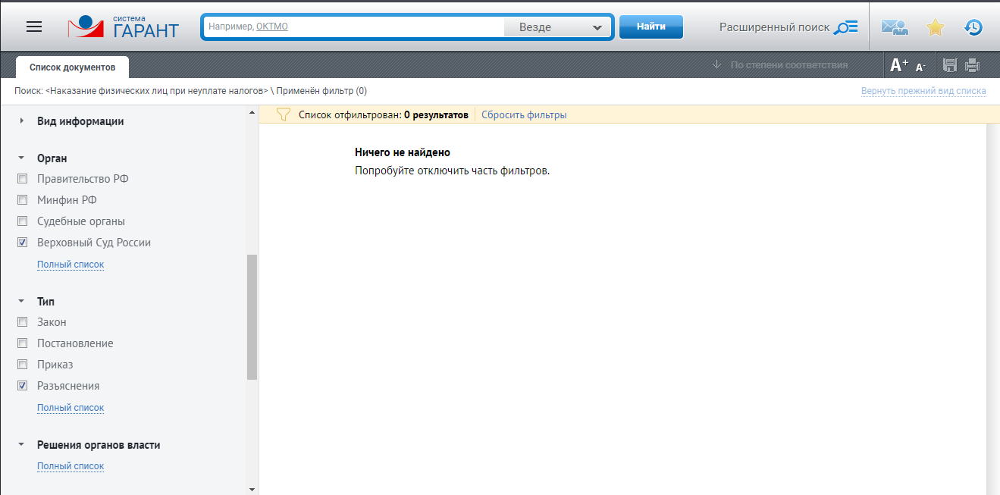 система
ГАРАНТ
Например, ОКТМО
Везде
Найти
Расширенный поиск
Список документов
По степени соответствия
A+ A-
Поиск: <Наказание физических лиц при неуплате налогов> \ Применён фильтр (0)
Вернуть прежний вид списка
Вид информации
Орган
Правительство РФ
Минфин РФ
Судебные органы
Верховный Суд России
Полный список
Тип
Закон
Постановление
Приказ
Разъяснения
Полный список
Решения органов власти
Полный список
Список отфильтрован: 0 результатов
Сбросить фильтры
Ничего не найдено
Попробуйте отключить часть фильтров.